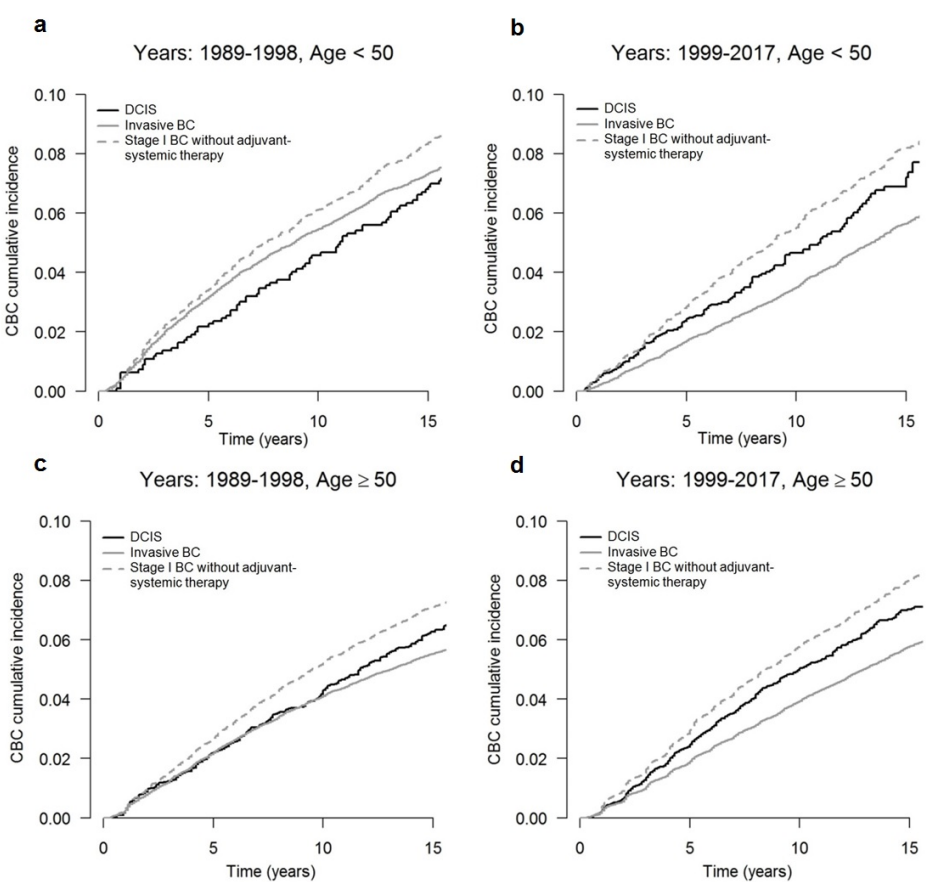 a
Years: 1989-1998, Age < 50
CBC cumulative incidence
0.10
0.08
0.06
0.04
0.02
0.00
DCIS
Invasive BC
Stage I BC without adjuvant-
systemic therapy
0 5 10 15
Time (years)
b
Years: 1999-2017, Age < 50
CBC cumulative incidence
0.10
0.08
0.06
0.04
0.02
0.00
DCIS
Invasive BC
Stage I BC without adjuvant-
systemic therapy
0 5 10 15
Time (years)
c
Years: 1989-1998, Age ≥ 50
CBC cumulative incidence
0.10
0.08
0.06
0.04
0.02
0.00
DCIS
Invasive BC
Stage I BC without adjuvant-
systemic therapy
0 5 10 15
Time (years)
d
Years: 1999-2017, Age ≥ 50
CBC cumulative incidence
0.10
0.08
0.06
0.04
0.02
0.00
DCIS
Invasive BC
Stage I BC without adjuvant-
systemic therapy
0 5 10 15
Time (years)